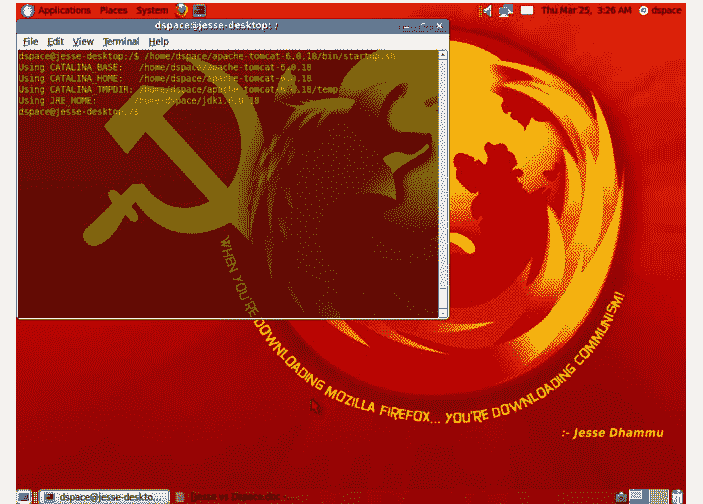 Applications Places System
Thu Mar 25, 3:26 AM dspace
dspace@jesse-desktop: /
File Edit View Terminal Help
dspace@jesse-desktop:/$ /home/dspace/apache-tomcat-6.0.18/bin/startup.sh
Using CATALINA_BASE: /home/dspace/apache-tomcat-6.0.18
Using CATALINA_HOME: /home/dspace/apache-tomcat-6.0.18
Using CATALINA_TMPDIR: /home/dspace/apache-tomcat-6.0.18/temp
Using JRE_HOME: /home/dspace/
dspace@jesse-desktop:/$
WHEN YOU'RE DOWNLOADING MOZILLA FIREFOX... YOU'RE DOWNLOADING COMMUNISM!
:- Jesse Dhammu
dspace@jesse-deskto...